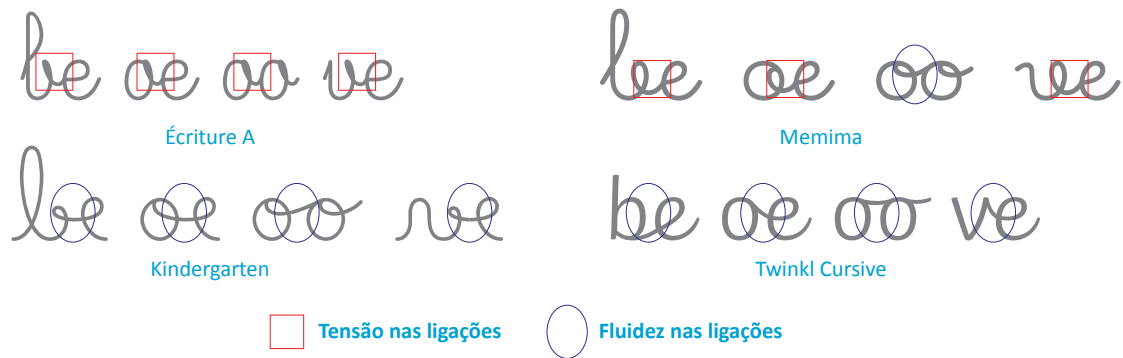 be oe oo ve
Écriture A
be oe oo ve
Memima
be oe oo ve
Kindergarten
be oe oo ve
Twinkl Cursive
Tensão nas ligações
Fluidez nas ligações